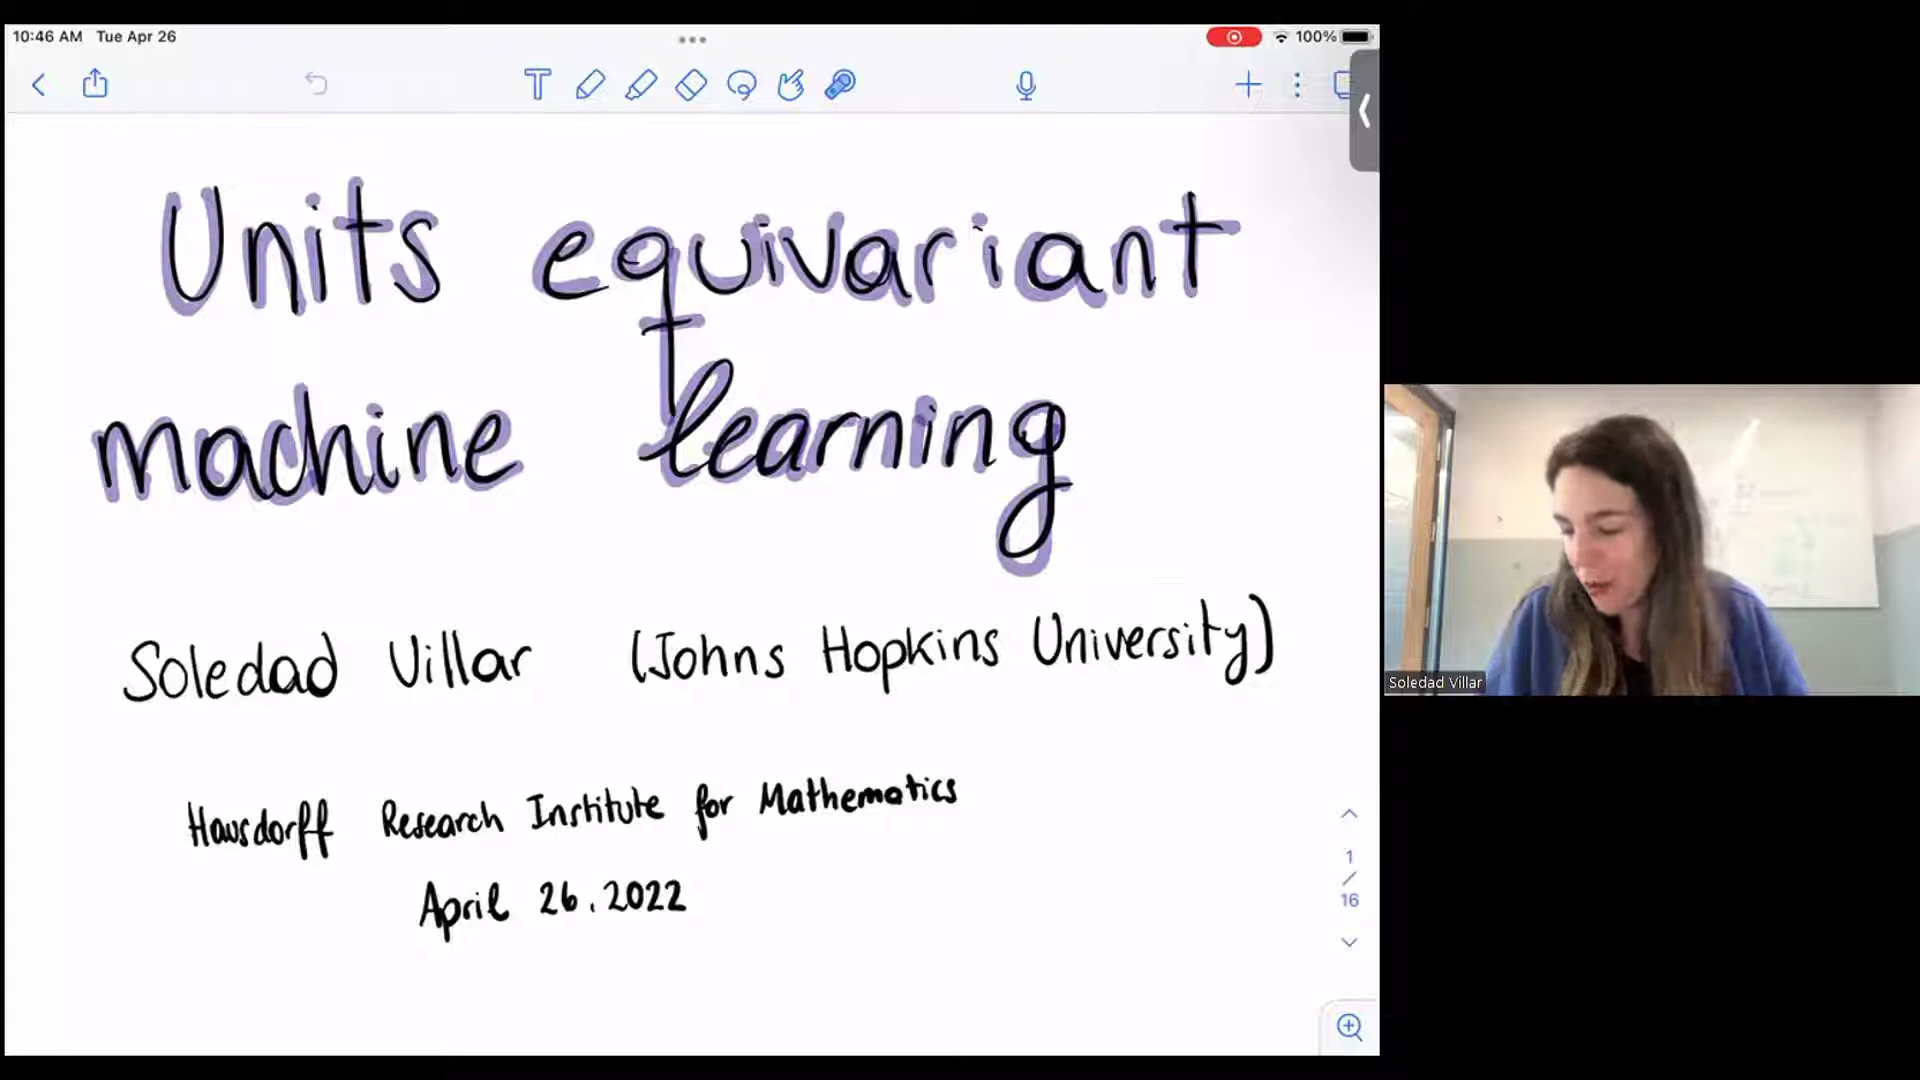 10:46 AM Tue Apr 26
100%
Units equivariant
machine learning
Soledad Villar (Johns Hopkins University)
Hausdorff Research Institute for Mathematics
April 26. 2022
1
/
16
Soledad Villar